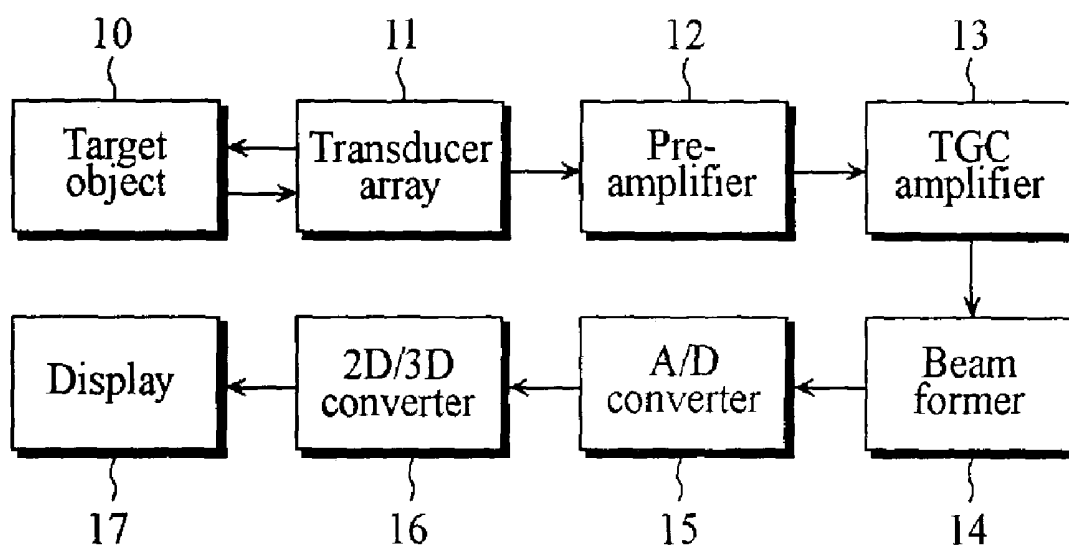 10
11
12
13
Target
object
Transducer
array
Pre-
amplifier
TGC
amplifier
Display
2D/3D
converter
A/D
converter
Beam
former
17
16
15
14